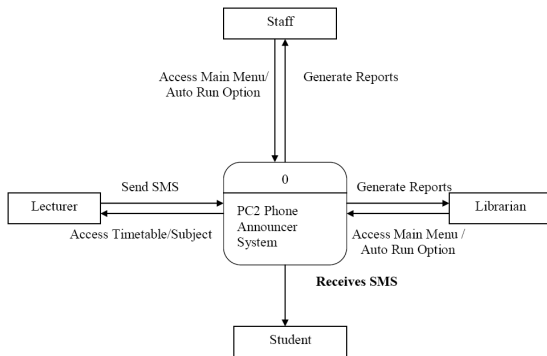 Staff
Access Main Menu/
Auto Run Option
Generate Reports
0
Send SMS
Generate Reports
Lecturer
PC2 Phone
Announcer
System
Librarian
Access Timetable/Subject
Access Main Menu /
Auto Run Option
Receives SMS
Student